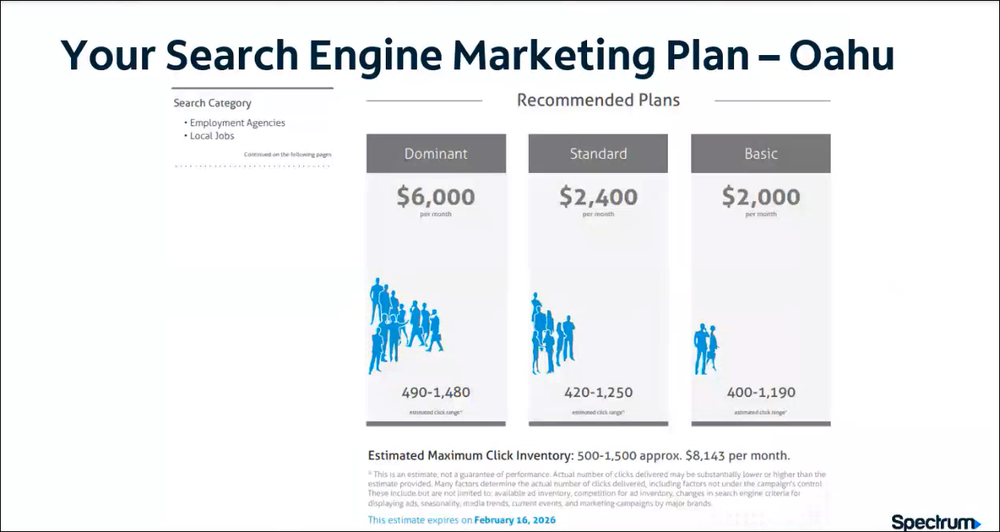 Your Search Engine Marketing Plan – Oahu
Search Category
• Employment Agencies
• Local Jobs
Continued on the following pages
Recommended Plans
Dominant
$6,000
per month
490-1,480
estimated click range*
Standard
$2,400
per month
420-1,250
estimated click range*
Basic
$2,000
per month
400-1,190
estimated click range*
Estimated Maximum Click Inventory: 500-1,500 approx. $8,143 per month.
* This is an estimate, not a guarantee of performance. Actual number of clicks delivered may be substantially lower or higher than the
estimate provided. Many factors determine the actual number of clicks delivered, including factors not under the campaign's control.
These include but are not limited to: available ad inventory, competition for ad inventory, changes in search engine criteria for
displaying ads, seasonality, media trends, current events, and marketing campaigns by major brands.
This estimate expires on February 16, 2026
Spectrum